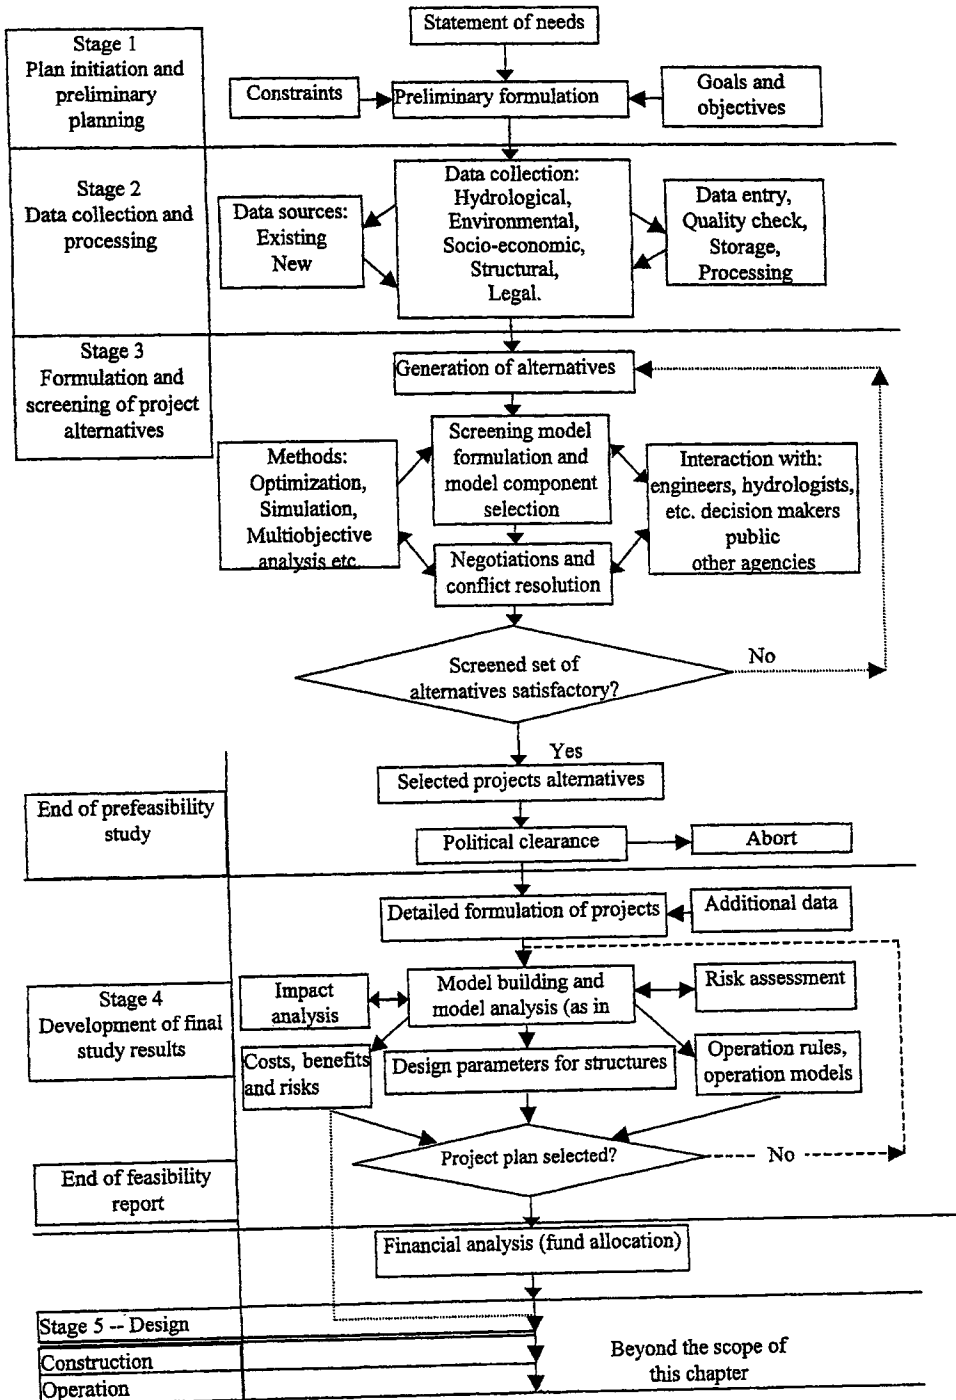 Statement of needs
Stage 1
Plan initiation and
preliminary
planning
Constraints
Preliminary formulation
Goals and
objectives
Stage 2
Data collection and
processing
Data sources:
Existing
New
Data collection:
Hydrological,
Environmental,
Socio-economic,
Structural,
Legal.
Data entry,
Quality check,
Storage,
Processing
Stage 3
Formulation and
screening of project
alternatives
Generation of alternatives
Methods:
Optimization,
Simulation,
Multiobjective
analysis etc
Screening model
formulation and
model component
selection
Interaction with:
engineers, hydrologists,
etc. decision makers
public
other agencies
Negotiations and
conflict resolution
Screened set of
alternatives satisfactory?
No
Yes
Selected projects alternatives
End of prefeasibility
study
Political clearance
Abort
Detailed formulation of projects
Additional data
Stage 4
Development of final
study results
Impact
analysis
Model building and
model analysis (as in
Risk assessment
Costs, benefits
and risks
Design parameters for structures
Operation rules,
operation models
Project plan selected?
No
End of feasibility
report
Financial analysis (fund allocation)
Stage 5 -- Design
Construction
Operation
Beyond the scope of
this chapter